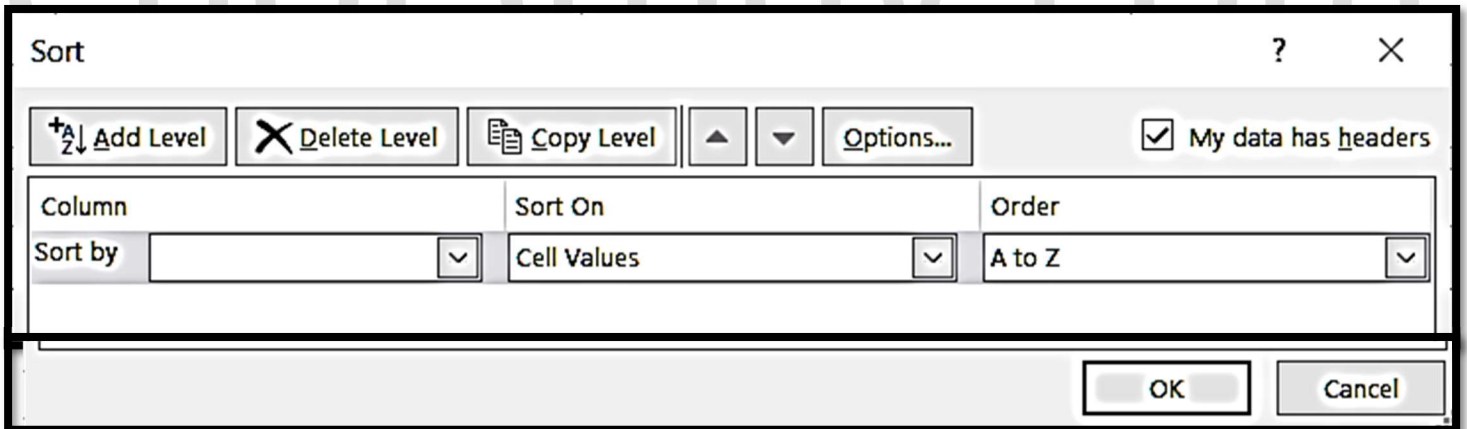 Sort ?
Add Level Delete Level Copy Level Options... My data has headers
Column Sort On Order
Sort by Cell Values A to Z
OK Cancel